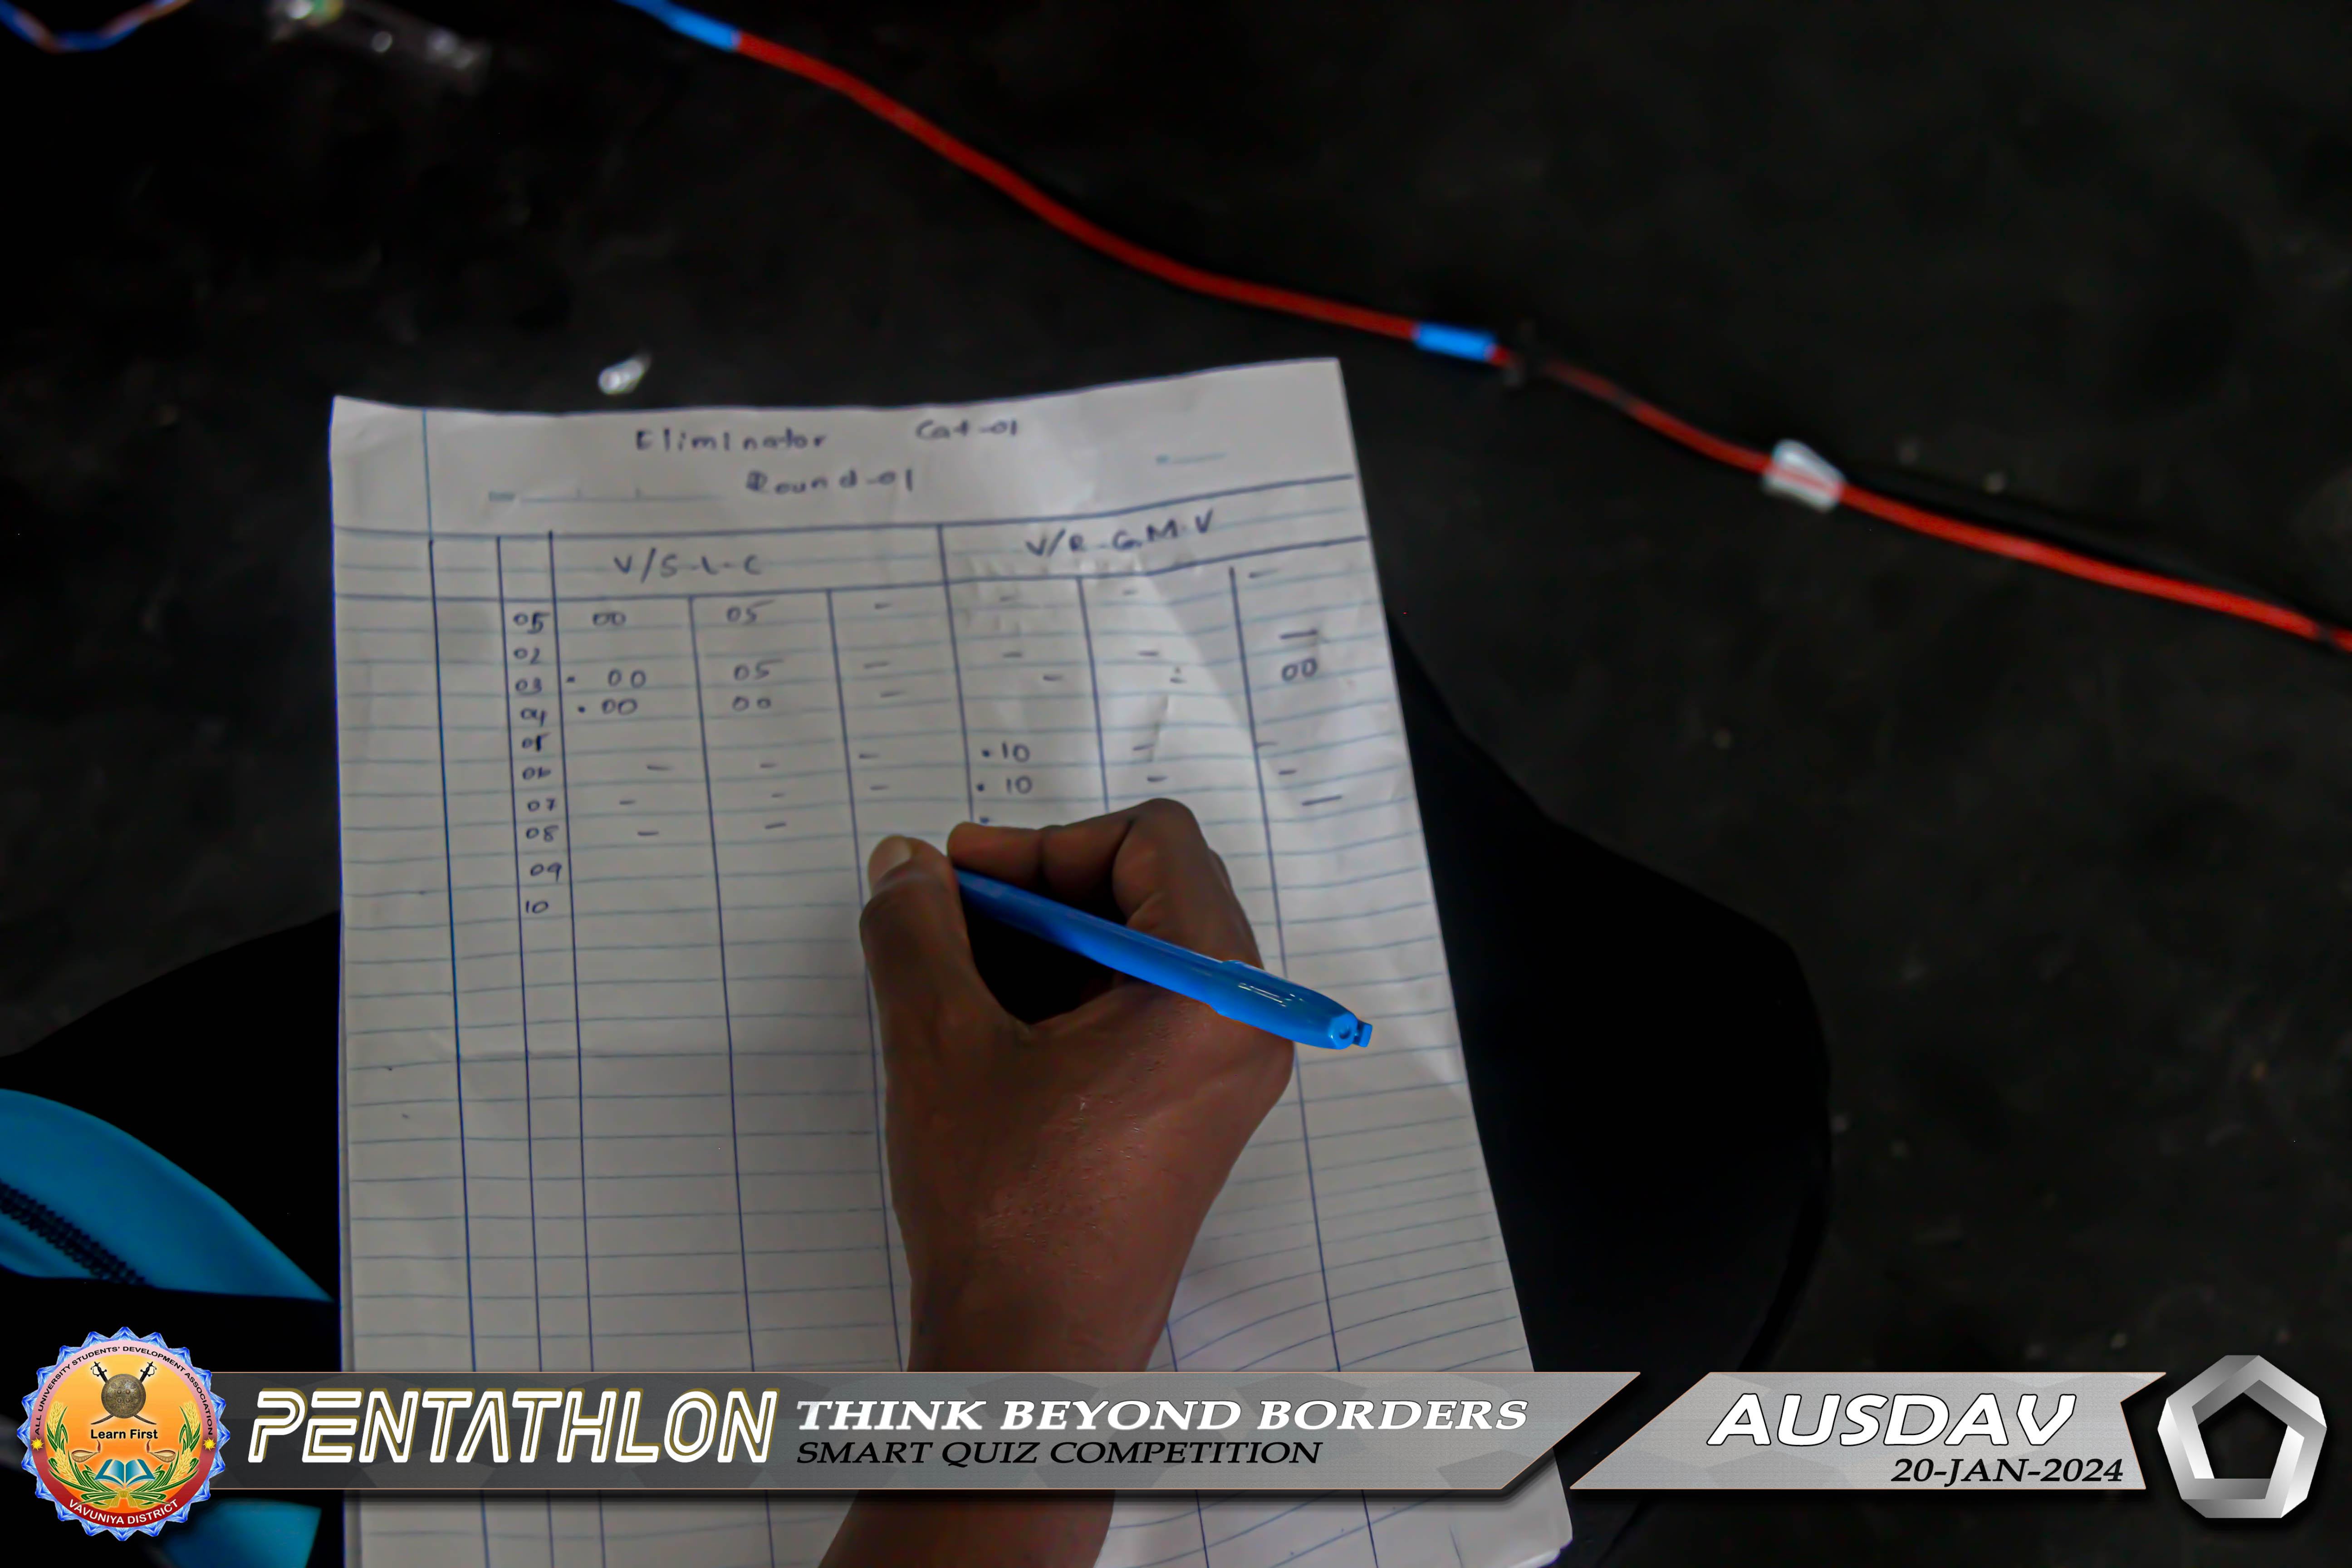 Eliminator Cat-01
Round-01
V/S-L-C V/R-G.M.V
05 00 05 - - - -
02 - - - —
03 • 00 05 - - 00
04 • 00 00
05 - • 10 - -
06 - - - • 10 - -
07 - - —
08 - -
09
10
ALL UNIVERSITY STUDENTS' DEVELOPMENT ASSOCIATION
Learn First
VAVUNIYA DISTRICT
PENTATHLON THINK BEYOND BORDERS
SMART QUIZ COMPETITION
AUSDAV
20-JAN-2024